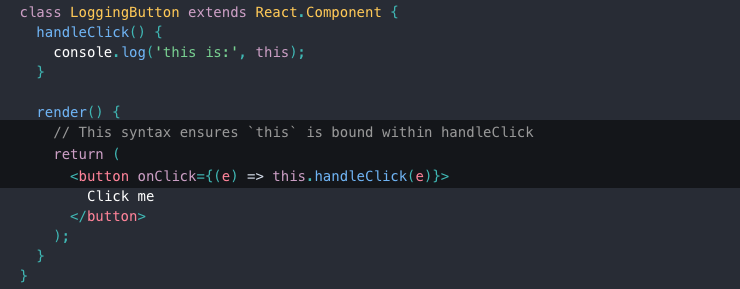 class LoggingButton extends React.Component {
  handleClick() {
    console.log('this is:', this);
  }

  render() {
    // This syntax ensures `this` is bound within handleClick
    return (
      <button onClick={(e) => this.handleClick(e)}>
        Click me
      </button>
    );
  }
}